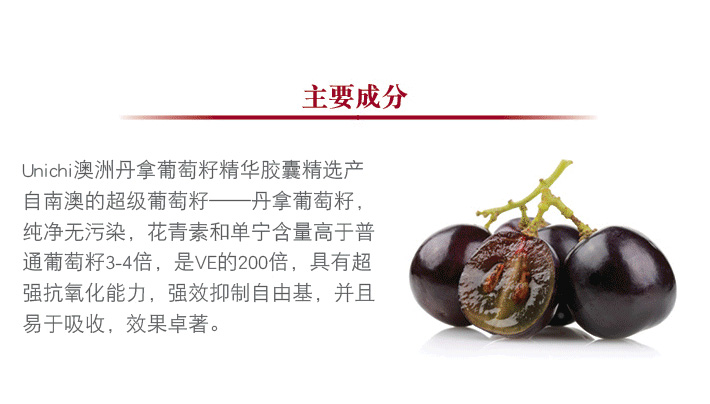 主要成分
Unichi澳洲丹拿葡萄籽精华胶囊精选产
自南澳的超级葡萄籽——丹拿葡萄籽，
纯净无污染，花青素和单宁含量高于普
通葡萄籽3-4倍，是VE的200倍，具有超
强抗氧化能力，强效抑制自由基，并且
易于吸收，效果卓著。